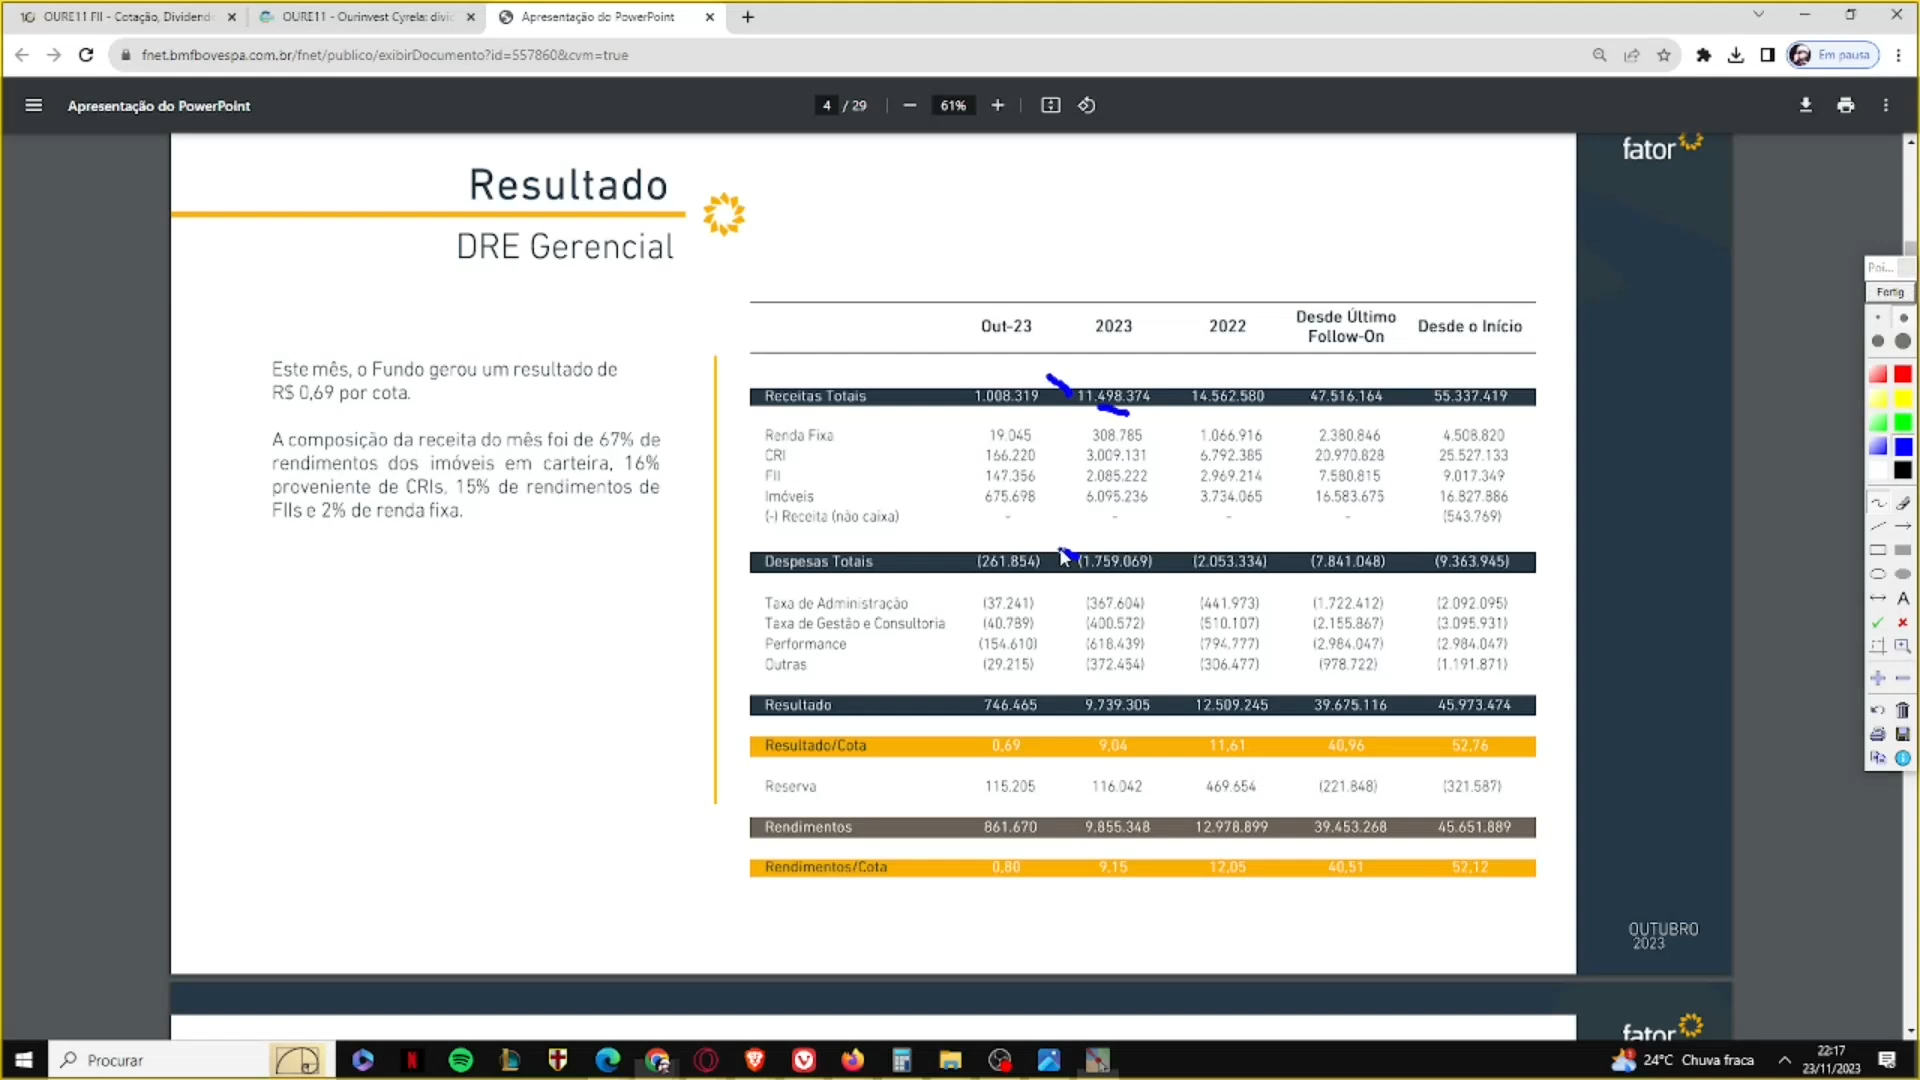 OURE11 FII - Cotação, Dividend
OURE11 - Ourinvest Cyrela: divi
Apresentação do PowerPoint
fnet.bmfbovespa.com.br/fnet/publico/exibirDocumento?id=557860&cvm=true
Em pausa
Apresentação do PowerPoint
4 / 29
61%
fator
Resultado
DRE Gerencial
Este mês, o Fundo gerou um resultado de
R$ 0,69 por cota.
A composição da receita do mês foi de 67% de
rendimentos dos imóveis em carteira, 16%
proveniente de CRIs, 15% de rendimentos de
FIIs e 2% de renda fixa.
Out-23 2023 2022 Desde Último Follow-On Desde o Início
Receitas Totais 1.008.319 11.498.374 14.562.580 47.516.164 55.337.419
Renda Fixa 19.045 308.785 1.066.916 2.380.846 4.508.820
CRI 166.220 3.009.131 6.792.385 20.970.828 25.527.133
FII 147.356 2.085.222 2.969.214 7.580.815 9.017.349
Imóveis 675.698 6.095.236 3.734.065 16.583.675 16.827.886
(-) Receita (não caixa) - - - - (543.769)
Despesas Totais (261.854) (1.759.069) (2.053.334) (7.841.048) (9.363.945)
Taxa de Administração (37.241) (367.604) (441.973) (1.722.412) (2.092.095)
Taxa de Gestão e Consultoria (40.789) (400.572) (510.107) (2.155.867) (3.095.931)
Performance (154.610) (618.439) (794.777) (2.984.047) (2.984.047)
Outras (29.215) (372.454) (306.477) (978.722) (1.191.871)
Resultado 746.465 9.739.305 12.509.245 39.675.116 45.973.474
Resultado/Cota 0,69 9,04 11,61 40,96 52,76
Reserva 115.205 116.042 469.654 (221.848) (321.587)
Rendimentos 861.670 9.855.348 12.978.899 39.453.268 45.651.889
Rendimentos/Cota 0,80 9,15 12,05 40,51 52,12
OUTUBRO
2023
fator
Poi...
Fertig
A
Procurar
24°C Chuva fraca
22:17
23/11/2023